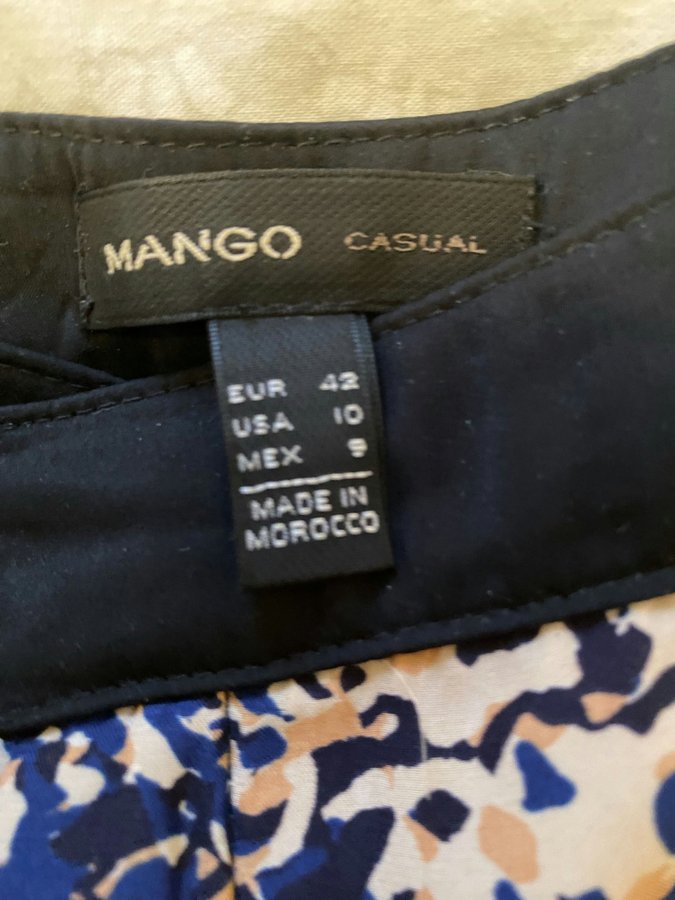 MANGO CASUAL
EUR 42
USA 10
MEX 9
MADE IN
MOROCCO